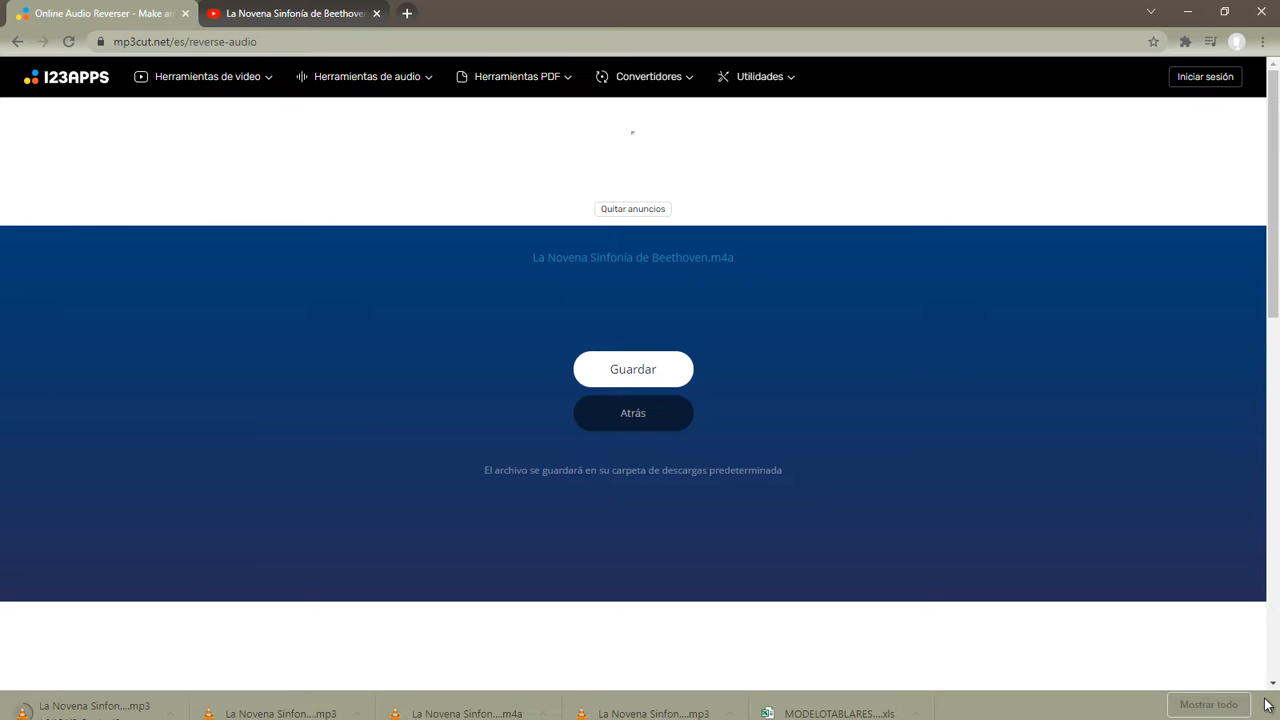 Online Audio Reverser - Make a
La Novena Sinfonía de Beethoven
mp3cut.net/es/reverse-audio
123APPS
Herramientas de video
Herramientas de audio
Herramientas PDF
Convertidores
Utilidades
Iniciar sesión
Quitar anuncios
La Novena Sinfonía de Beethoven.m4a
Guardar
Atrás
El archivo se guardará en su carpeta de descargas predeterminada
La Novena Sinfon....mp3
La Novena Sinfon....mp3
La Novena Sinfon....m4a
La Novena Sinfon....mp3
MODELOTABLARES....xls
Mostrar todo